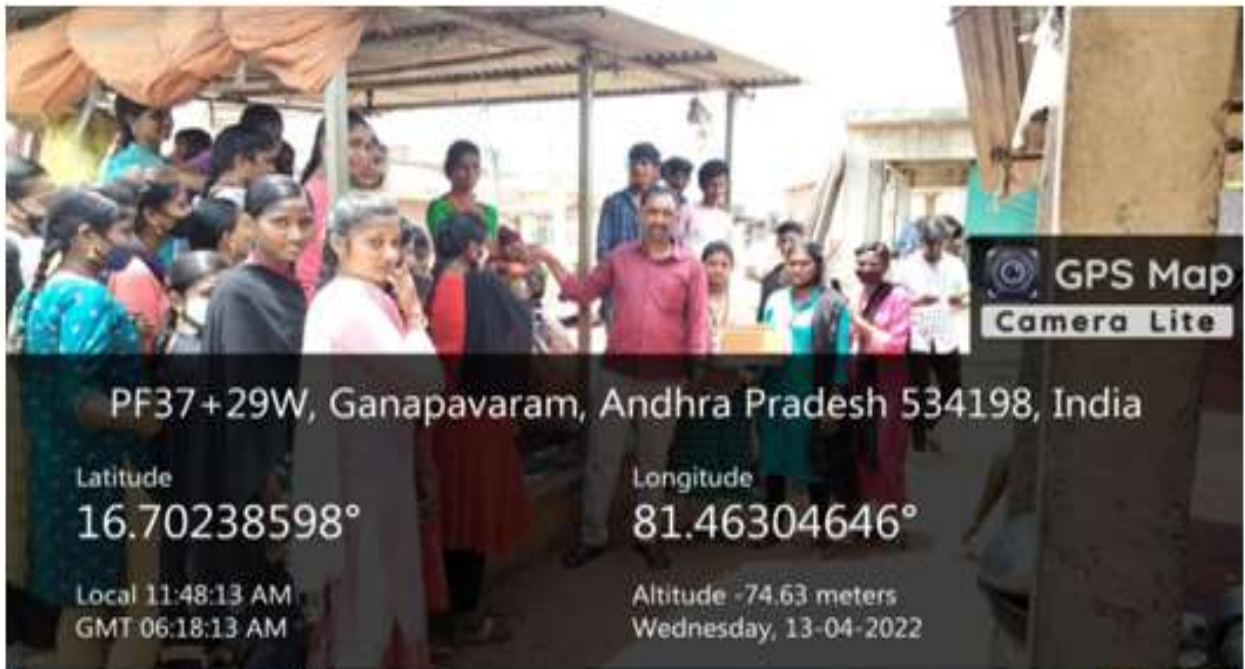 GPS Map
Camera Lite
PF37+29W, Ganapavaram, Andhra Pradesh 534198, India
Latitude
16.70238598°
Longitude
81.46304646°
Local 11:48:13 AM
GMT 06:18:13 AM
Altitude -74.63 meters
Wednesday, 13-04-2022